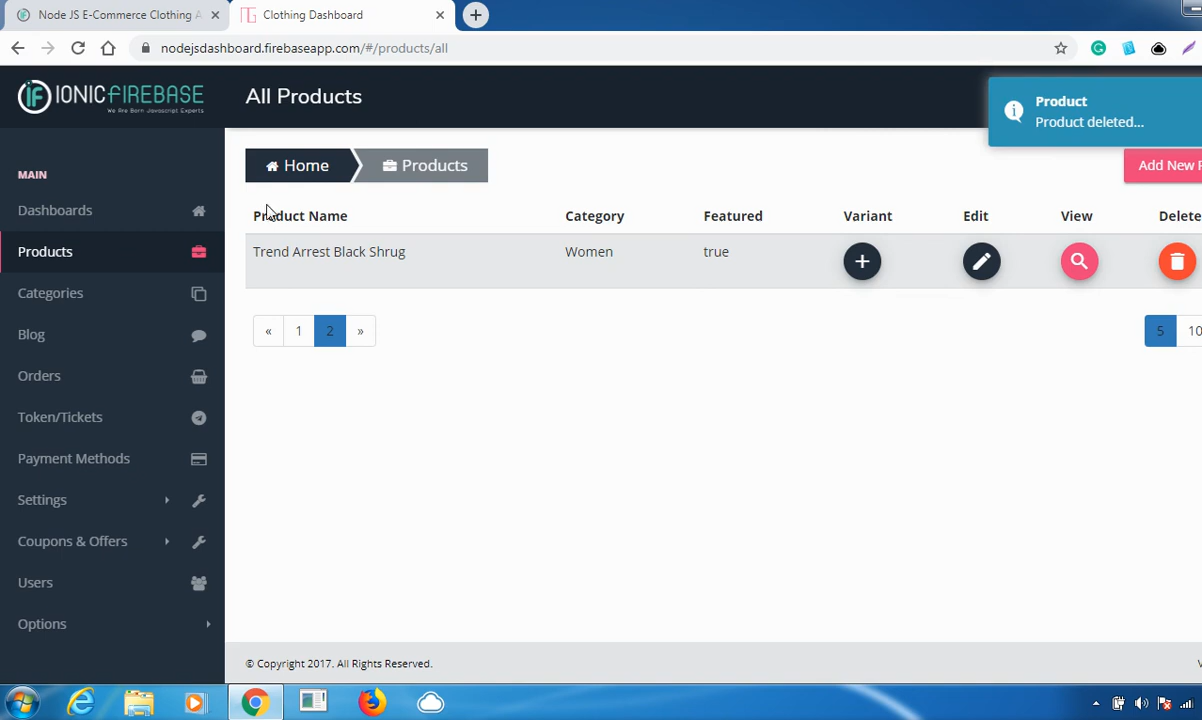 Node JS E-Commerce Clothing A
Clothing Dashboard
nodejsdashboard.firebaseapp.com/#/products/all
IONICFIREBASE
We Are Born Javascript Experts
All Products
Product
Product deleted...
MAIN
Dashboards
Products
Categories
Blog
Orders
Token/Tickets
Payment Methods
Settings
Coupons & Offers
Users
Options
Home
Products
Add New P
Product Name Category Featured Variant Edit View Delete
Trend Arrest Black Shrug Women true
« 1 2 »
5 10
© Copyright 2017. All Rights Reserved.
V